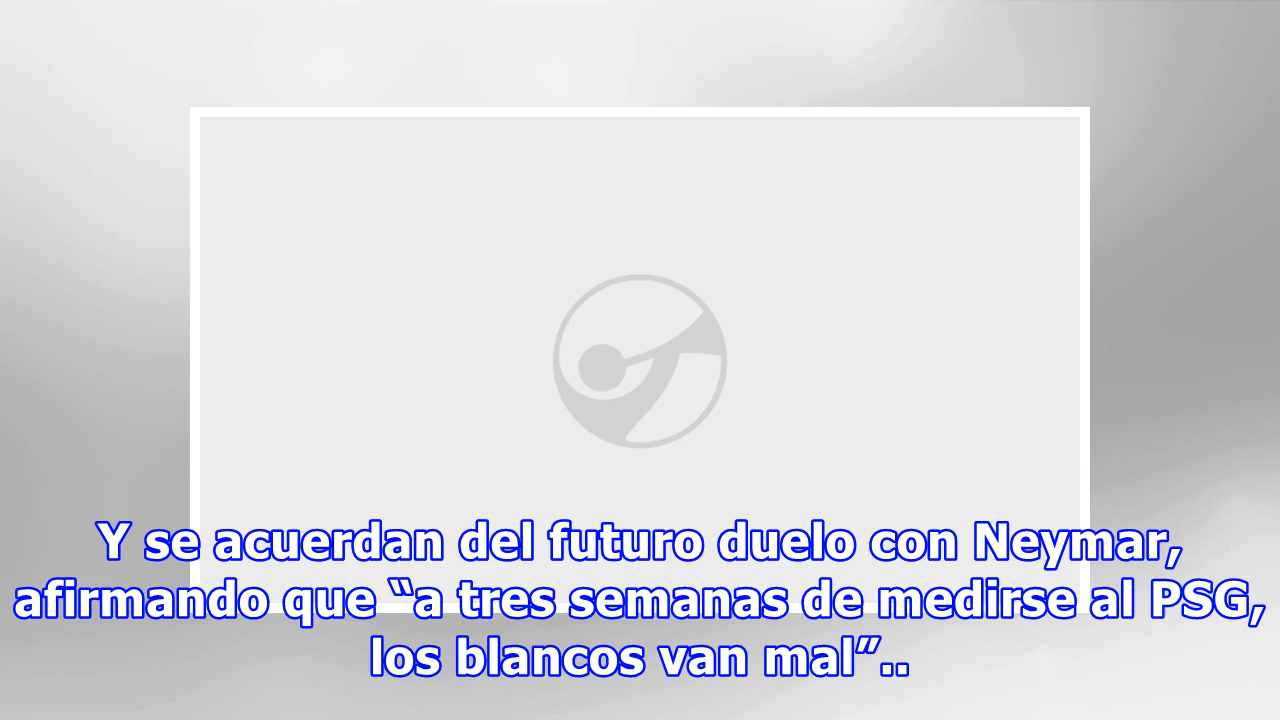 Y se acuerdan del futuro duelo con Neymar,
afirmando que “a tres semanas de medirse al PSG,
los blancos van mal”..